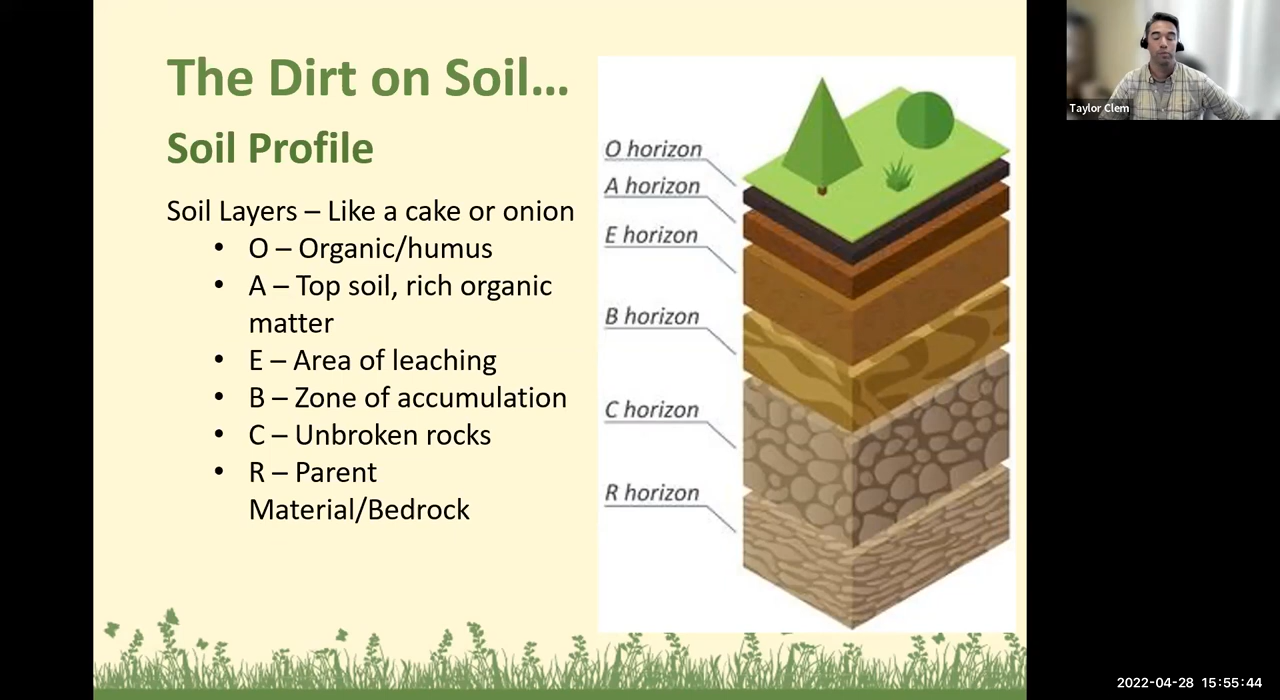 The Dirt on Soil...
Soil Profile
Soil Layers – Like a cake or onion
• O – Organic/humus
• A – Top soil, rich organic
matter
• E – Area of leaching
• B – Zone of accumulation
• C – Unbroken rocks
• R – Parent
Material/Bedrock
O horizon
A horizon
E horizon
B horizon
C horizon
R horizon
Taylor Clem
2022-04-28 15:55:44